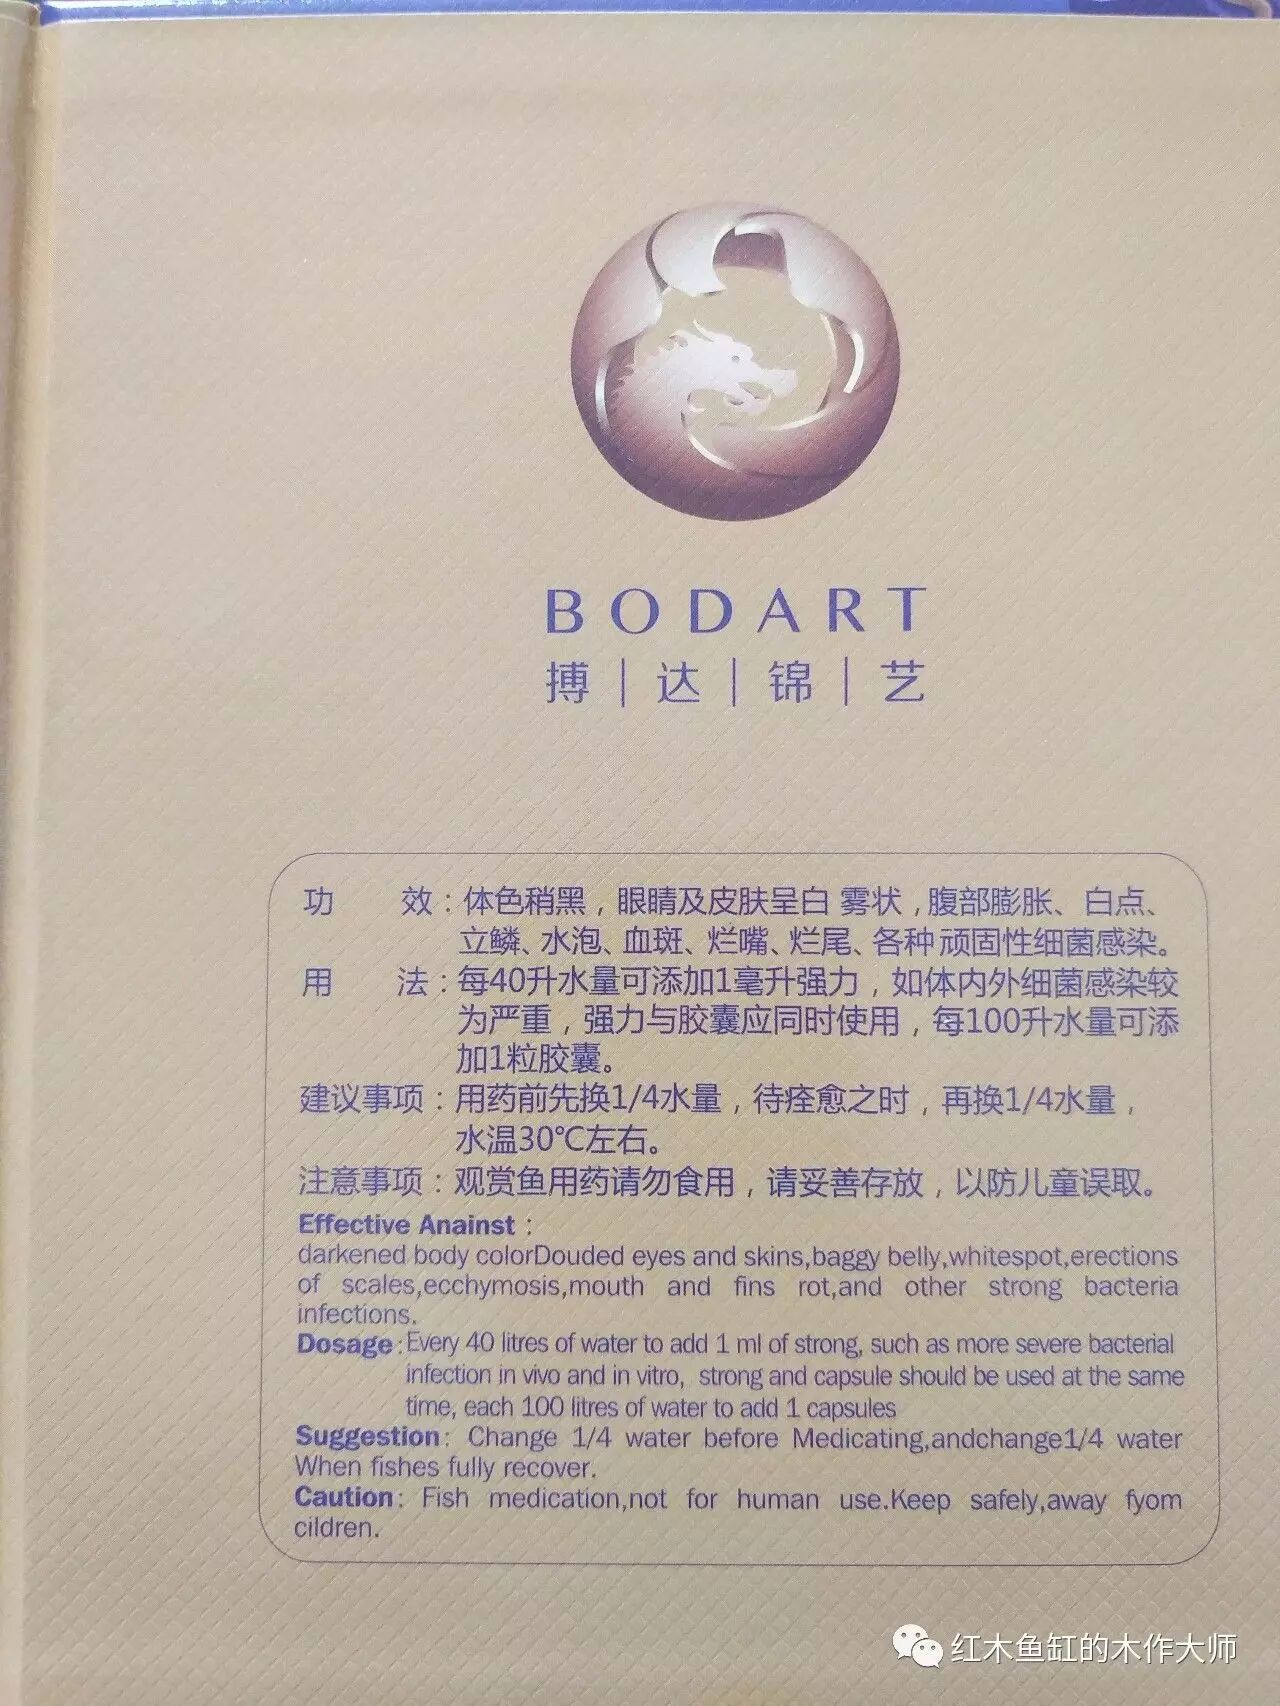 BODART
搏|达|锦|艺
功 效：体色稍黑，眼睛及皮肤呈白 雾状，腹部膨胀、白点、
立鳞、水泡、血斑、烂嘴、烂尾、各种 顽固性细菌感染。
用 法：每40升水量可添加1毫升强力，如体内外细菌感染较
为严重，强力与胶囊应同时使用，每100升水量可添
加1粒胶囊。
建议事项：用药前先换1/4水量，待痊愈之时，再换1/4水量，
水温30℃左右。
注意事项：观赏鱼用药请勿食用，请妥善存放，以防儿童误取。
Effective Anainst：
darkened body colorDouded eyes and skins,baggy belly,whitespot,erections
of scales,ecchymosis,mouth and fins rot,and other strong bacteria
infections.
Dosage:Every 40 litres of water to add 1 ml of strong, such as more severe bacterial
infection in vivo and in vitro, strong and capsule should be used at the same
time, each 100 litres of water to add 1 capsules
Suggestion: Change 1/4 water before Medicating,andchange1/4 water
When fishes fully recover.
Caution: Fish medication,not for human use.Keep safely,away fyom
cildren.
红木鱼缸的木作大师